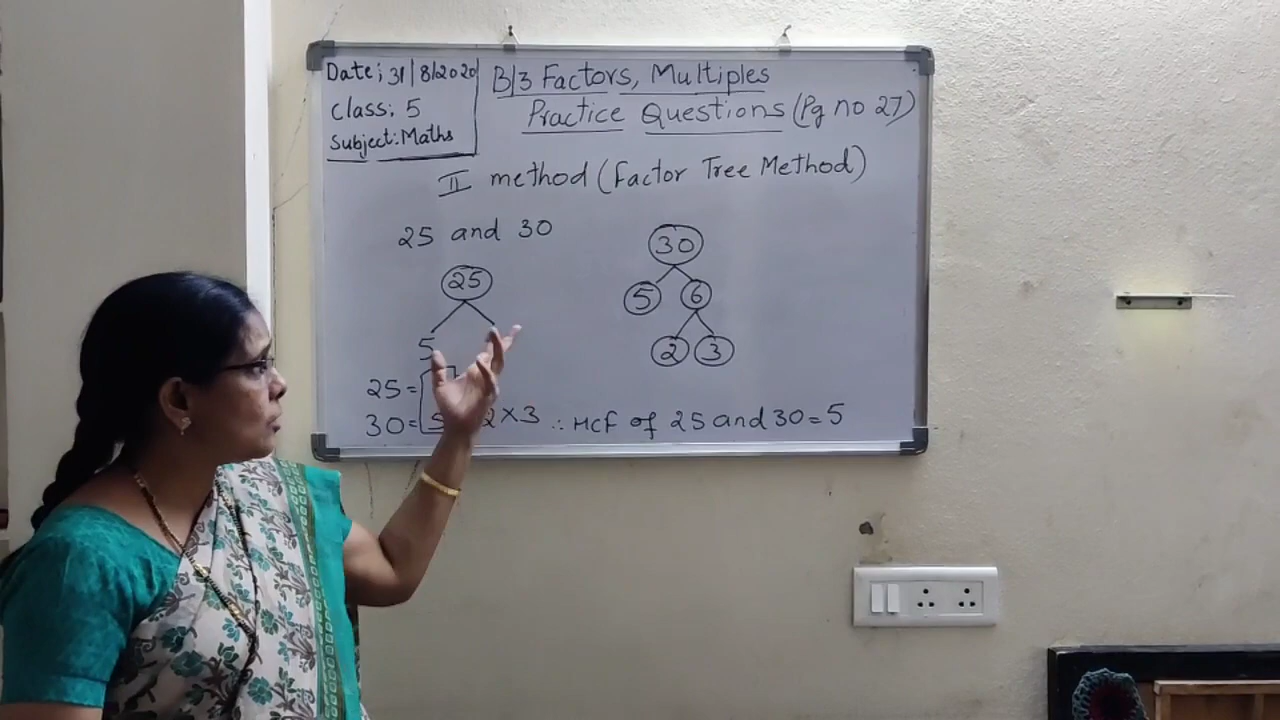 Date; 31/8/2020
Class: 5
Subject: Maths
B/3 Factors, Multiples
Practice Questions (Pg no 27)
II method (Factor Tree Method)
25 and 30
25
5
30
5 6
2 3
25=
30= 5 2×3 ∴ HCF of 25 and 30=5